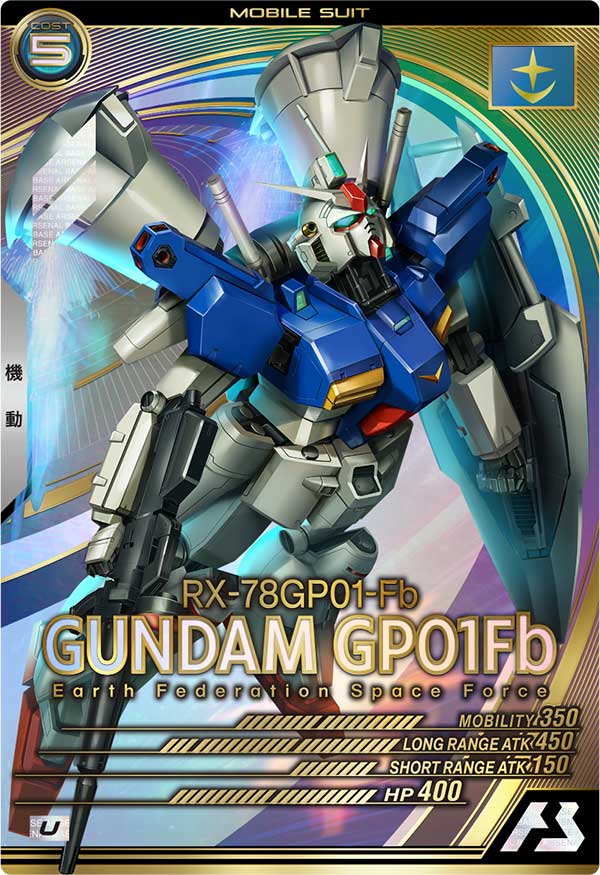 MOBILE SUIT
COST
5
機動
RX-78GP01-Fb
GUNDAM GP01Fb
Earth Federation Space Force
MOBILITY 350
LONG RANGE ATK 450
SHORT RANGE ATK 150
HP 400
U